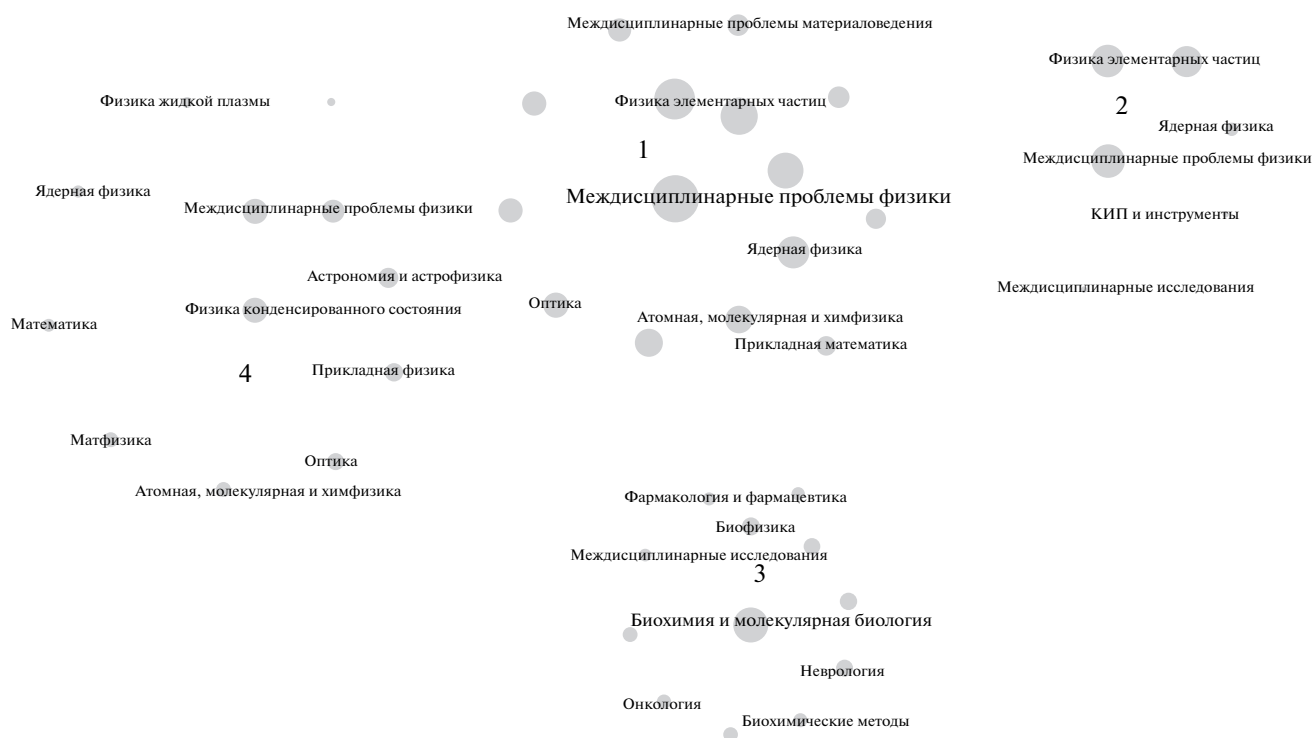 Междисциплинарные проблемы материаловедения
Физика элементарных частиц
Физика жидкой плазмы
Физика элементарных частиц
2
Ядерная физика
1
Междисциплинарные проблемы физики
Ядерная физика
Междисциплинарные проблемы физики
Междисциплинарные проблемы физики
КИП и инструменты
Ядерная физика
Астрономия и астрофизика
Междисциплинарные исследования
Оптика
Физика конденсированного состояния
Атомная, молекулярная и химфизика
Математика
Прикладная математика
4
Прикладная физика
Матфизика
Оптика
Атомная, молекулярная и химфизика
Фармакология и фармацевтика
Биофизика
Междисциплинарные исследования
3
Биохимия и молекулярная биология
Неврология
Онкология
Биохимические методы